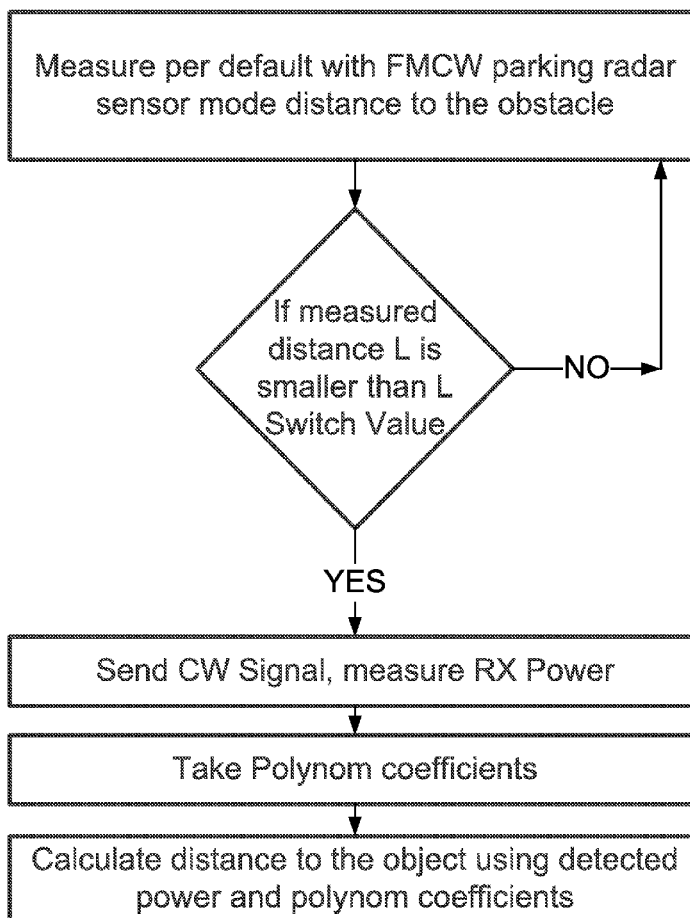 Measure per default with FMCW parking radar
sensor mode distance to the obstacle
If measured
distance L is
smaller than L
Switch Value
NO
YES
Send CW Signal, measure RX Power
Take Polynom coefficients
Calculate distance to the object using detected
power and polynom coefficients